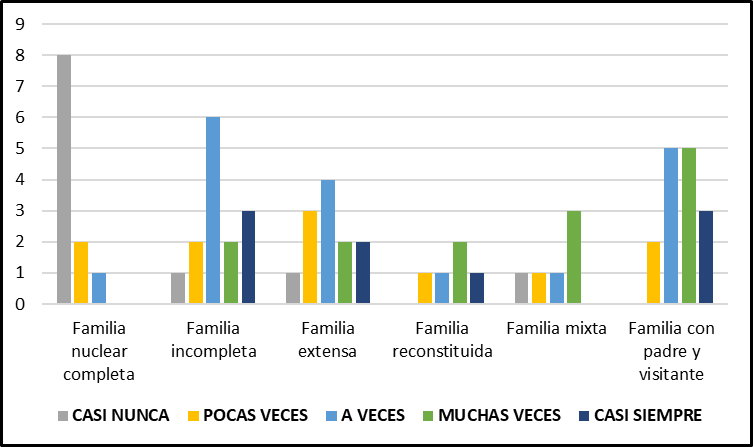 9
8
7
6
5
4
3
2
1
0
Familia nuclear completa
Familia incompleta
Familia extensa
Familia reconstituida
Familia mixta
Familia con padre y visitante
CASI NUNCA POCAS VECES A VECES MUCHAS VECES CASI SIEMPRE